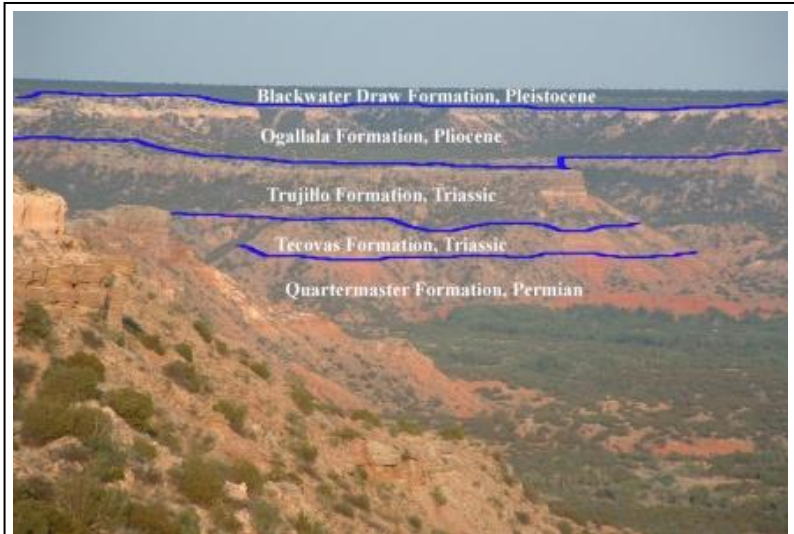 Blackwater Draw Formation, Pleistocene
Ogallala Formation, Pliocene
Trujillo Formation, Triassic
Tecovas Formation, Triassic
Quartermaster Formation, Permian